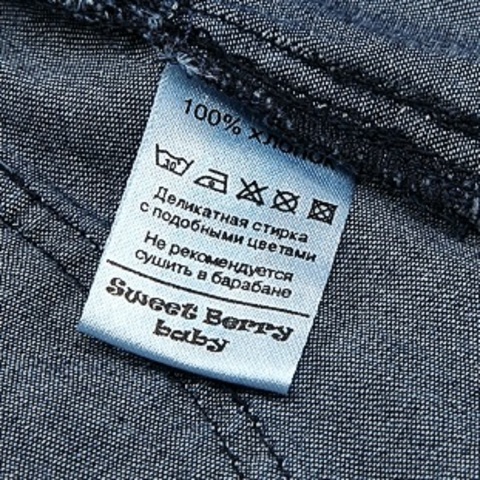 100% хлопок
Деликатная стирка
с подобными цветами
Не рекомендуется
сушить в барабане
Sweet Berry
baby